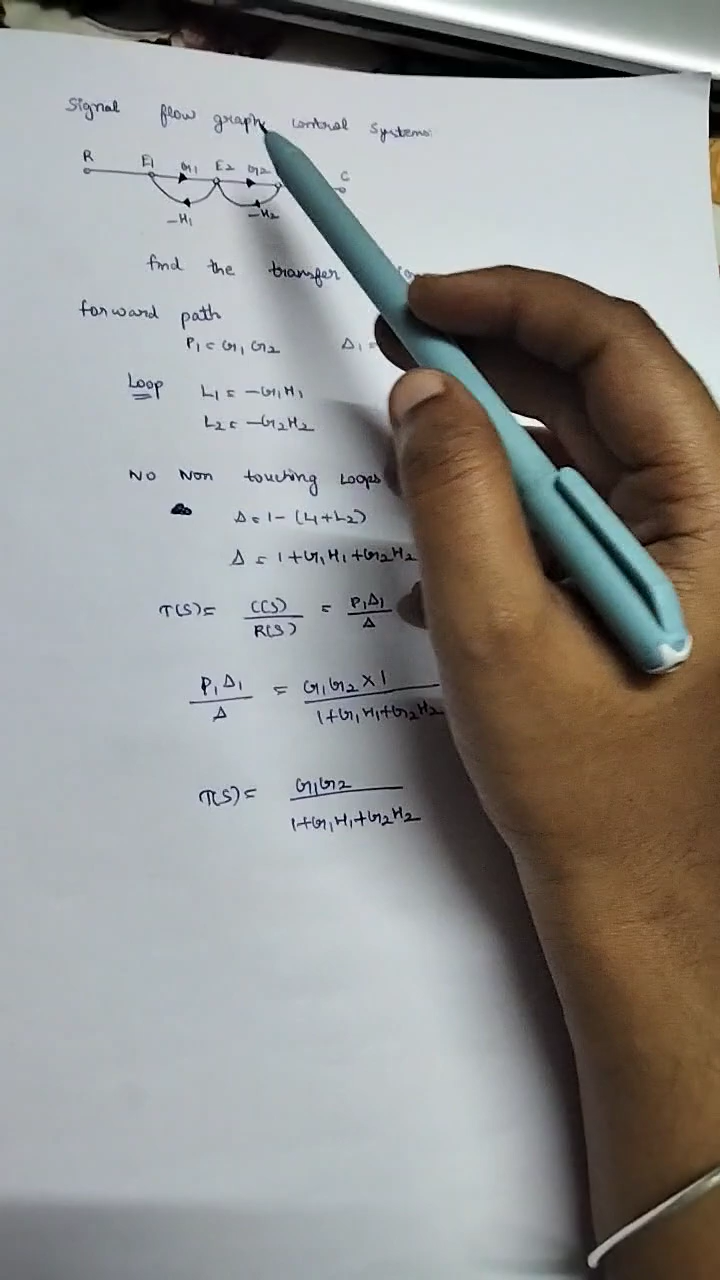 Signal flow graph control Systems:
R E1 G1 E2 G2 C
-H1 -H2
find the transfer
forward path
P1 = G1 G2 Δ1 =
Loop L1 = -G1H1
L2 = -G2H2
No Non touching Loops
Δ = 1 - (L1+L2)
Δ = 1+G1H1+G2H2
T(S) = C(S)/R(S) = P1Δ1/Δ
P1Δ1/Δ = G1G2 X 1/1+G1H1+G2H2
T(S) = G1G2/1+G1H1+G2H2